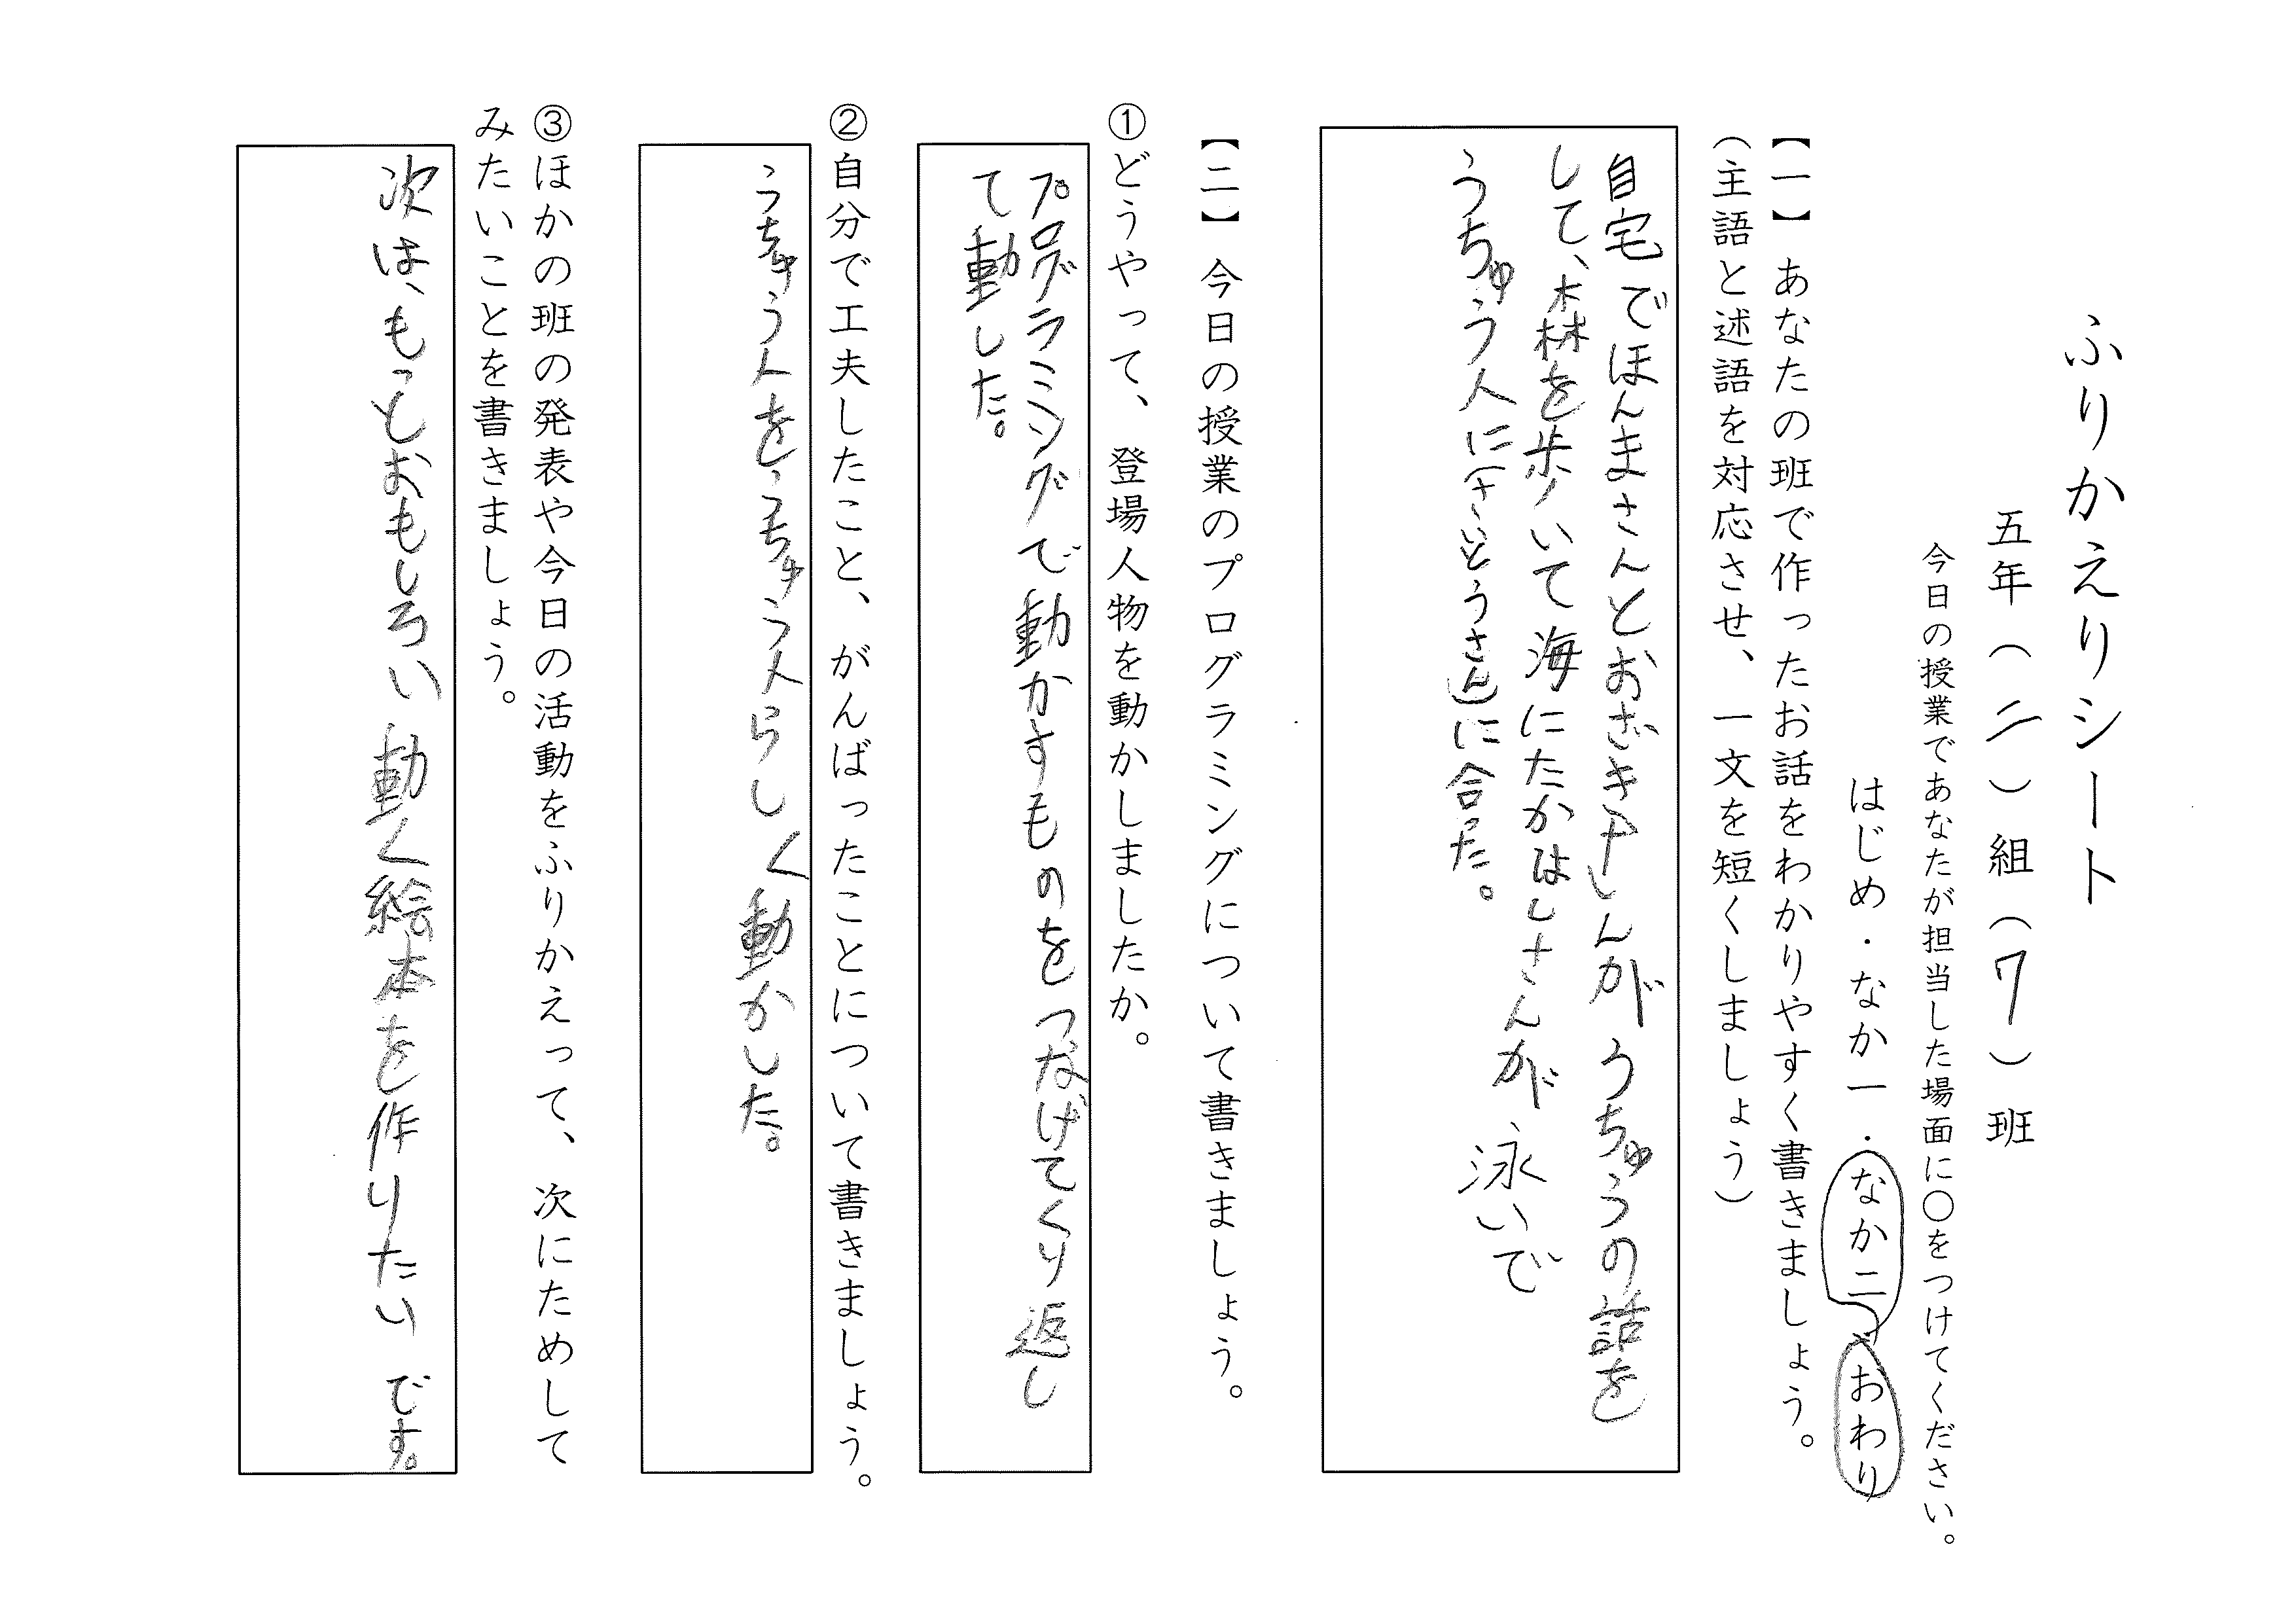 ふりかえりシート
五年（二）組（７）班
今日の授業であなたが担当した場面に〇をつけてください。
はじめ・なか一・なか二・おわり
【一】あなたの班で作ったお話をわかりやすく書きましょう。
（主語と述語を対応させ、一文を短くしましょう）
自宅でほんまさんとおざきさんがうちゅうの話を
して、森を歩いて海にたかはしさんが泳いで
うちゅう人に(さいとうさん)に合た。
【二】今日の授業のプログラミングについて書きましょう。
①どうやって、登場人物を動かしましたか。
プログラミングで動かすものをつなげてくり返し
て動した。
②自分で工夫したこと、がんばったことについて書きましょう。
うちゅう人をうちゅう人らしく動かした。
③ほかの班の発表や今日の活動をふりかえって、次にためして
みたいことを書きましょう。
次は、もっとおもしろい動く絵本を作りたいです。